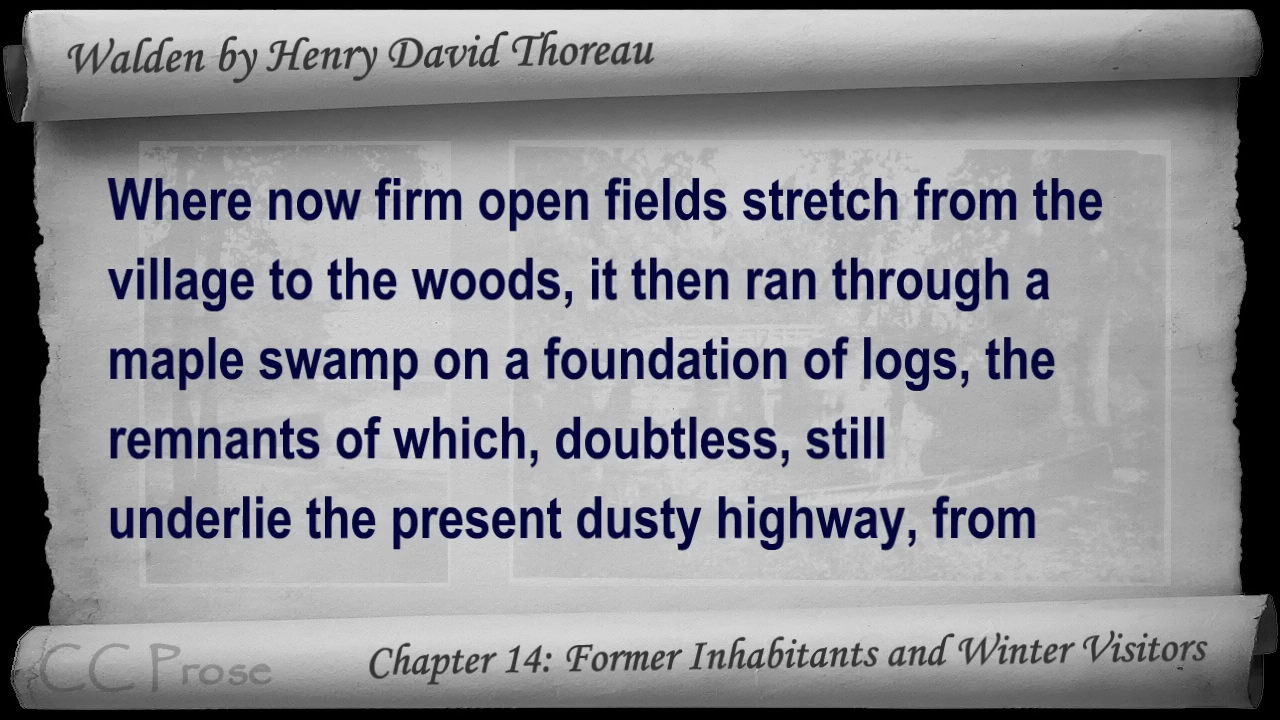 Walden by Henry David Thoreau
Where now firm open fields stretch from the
village to the woods, it then ran through a
maple swamp on a foundation of logs, the
remnants of which, doubtless, still
underlie the present dusty highway, from
CC Prose
Chapter 14: Former Inhabitants and Winter Visitors